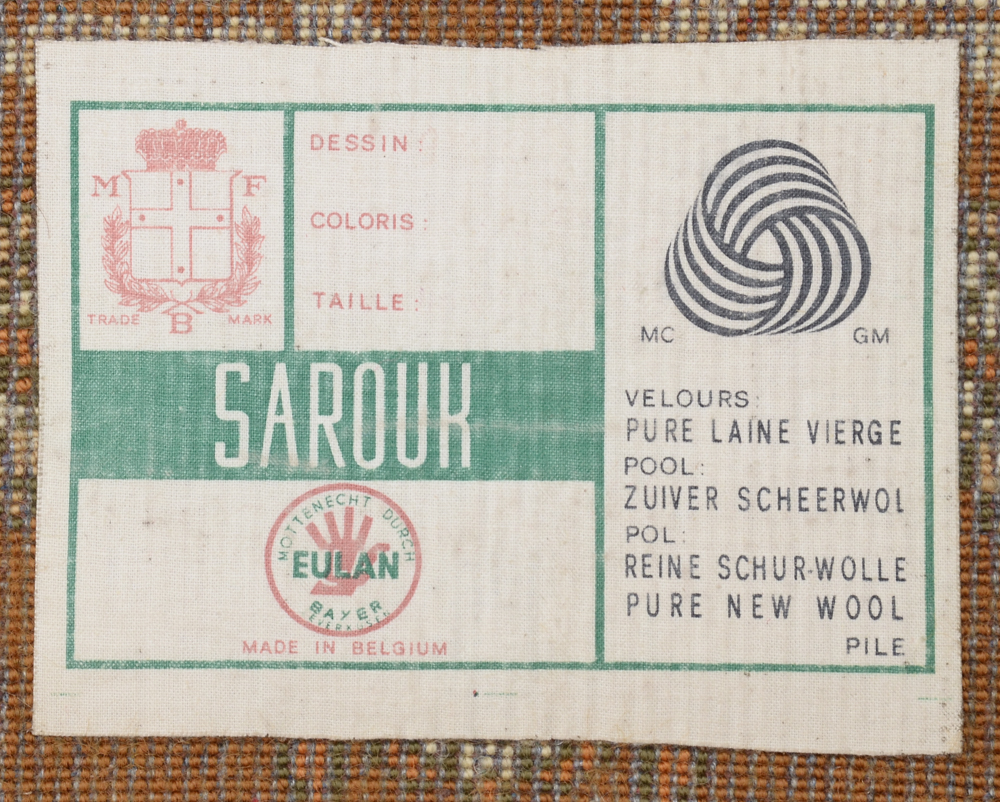 M F
TRADE B MARK
DESSIN :
COLORIS :
TAILLE :
SAROUK
MOTTENECHT DURCH
EULAN
BAYER
MADE IN BELGIUM
MC GM
VELOURS:
PURE LAINE VIERGE
POOL:
ZUIVER SCHEERWOL
POL:
REINE SCHUR-WOLLE
PURE NEW WOOL
PILE